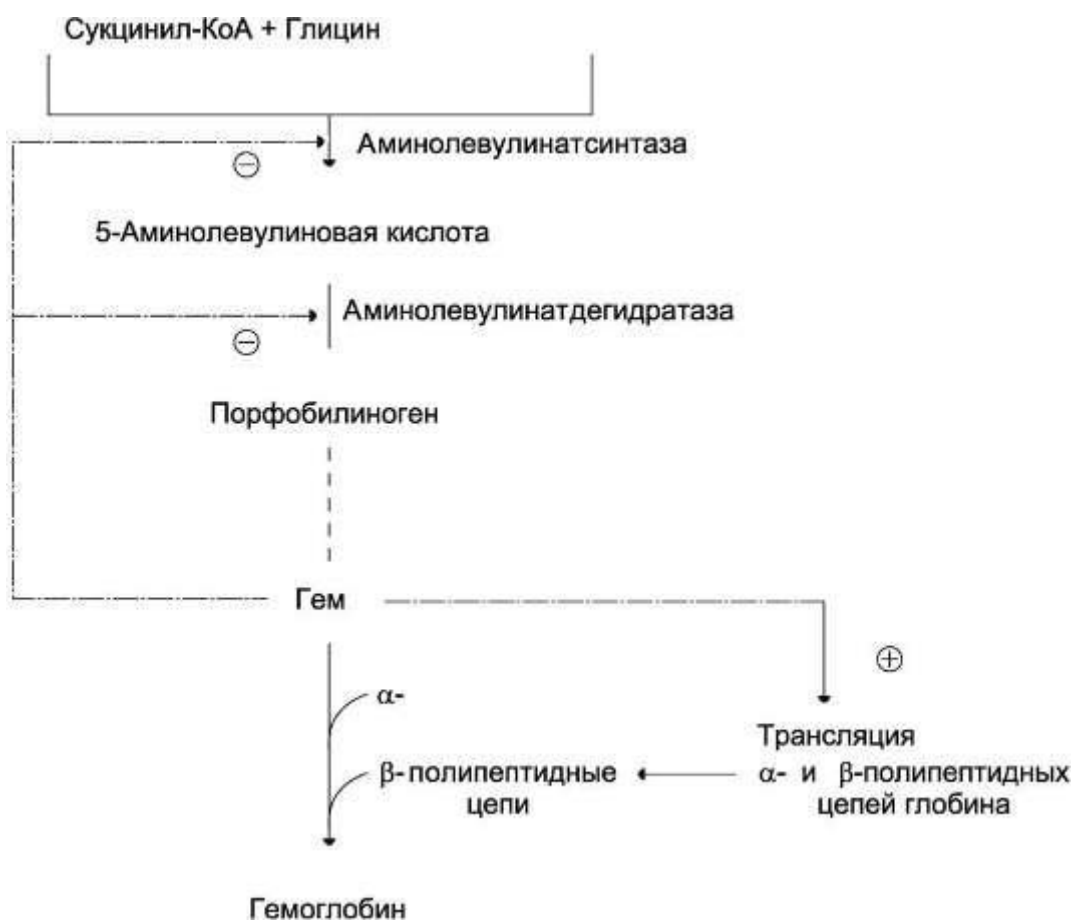 Сукцинил-КоА + Глицин
Аминолевулинатсинтаза
⊖
5-Аминолевулиновая кислота
Аминолевулинатдегидратаза
⊖
Порфобилиноген
Гем
⊕
α-
Трансляция
β-полипептидные
цепи
α- и β-полипептидных
цепей глобина
Гемоглобин